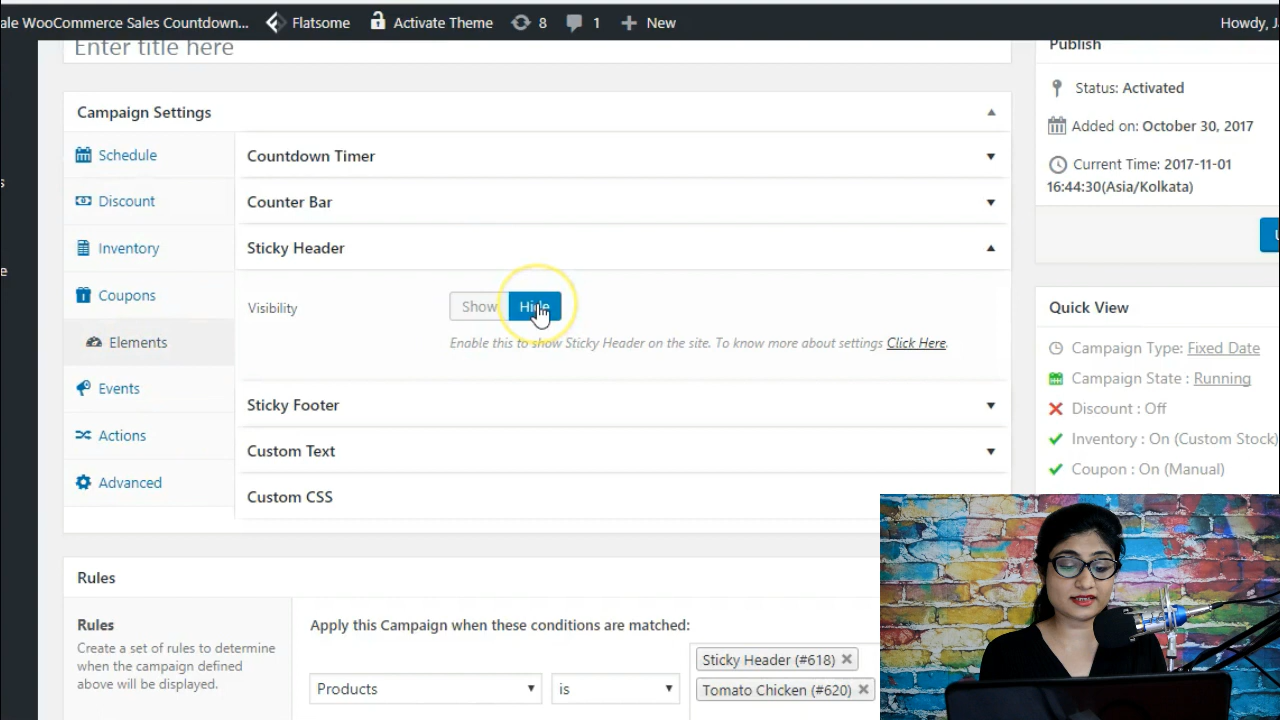 ale WooCommerce Sales Countdown... Flatsome Activate Theme 8 1 New Howdy, J
Enter title here
Campaign Settings
Schedule
Discount
Inventory
Coupons
Elements
Events
Actions
Advanced
Countdown Timer
Counter Bar
Sticky Header
Visibility
Show Hide
Enable this to show Sticky Header on the site. To know more about settings Click Here.
Sticky Footer
Custom Text
Custom CSS
Rules
Rules
Create a set of rules to determine
when the campaign defined
above will be displayed.
Apply this Campaign when these conditions are matched:
Products
is
Sticky Header (#618)
Tomato Chicken (#620)
Publish
Status: Activated
Added on: October 30, 2017
Current Time: 2017-11-01
16:44:30(Asia/Kolkata)
Quick View
Campaign Type: Fixed Date
Campaign State : Running
Discount : Off
Inventory : On (Custom Stock)
Coupon : On (Manual)